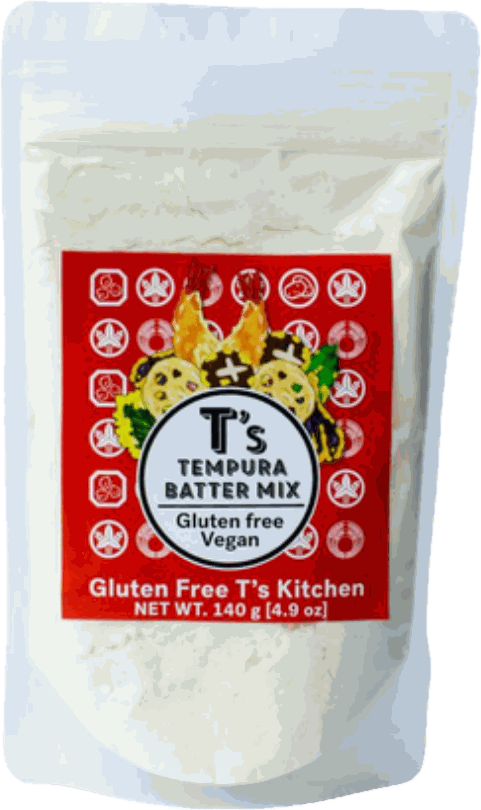 T's
TEMPURA
BATTER MIX
Gluten free
Vegan
Gluten Free T's Kitchen
NET WT. 140 g [4.9 oz]